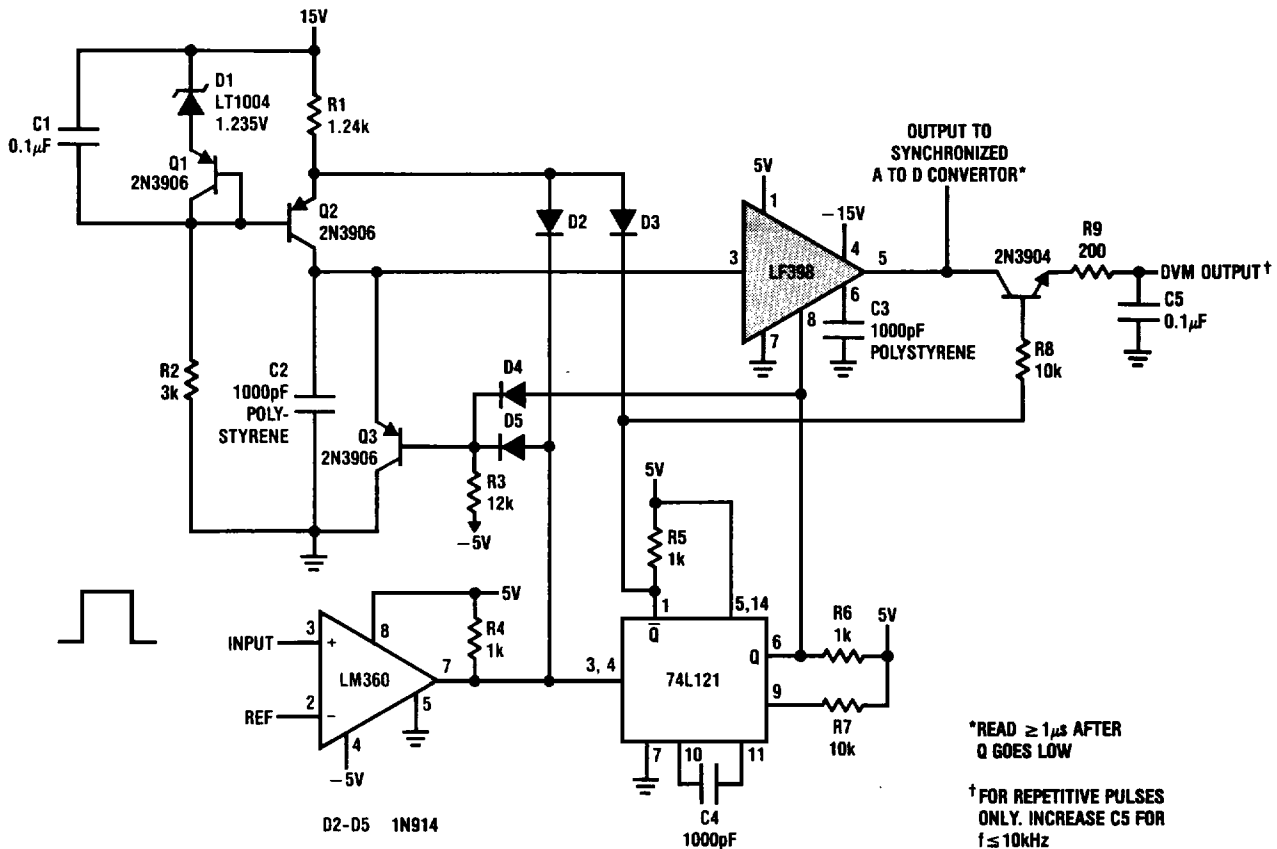 15V
D1
LT1004
1.235V
R1
1.24k
C1
0.1μF
Q1
2N3906
Q2
2N3906
D2
D3
5V
1
-15V
4
3
LF398
5
6
8
7
C3
1000pF
POLYSTYRENE
OUTPUT TO
SYNCHRONIZED
A TO D CONVERTOR*
2N3904
R9
200
DVM OUTPUT†
C5
0.1μF
R8
10k
R2
3k
C2
1000pF
POLY-
STYRENE
D4
D5
Q3
2N3906
R3
12k
-5V
5V
R5
1k
1
5,14
Q̅
INPUT
3
+
8
5V
R4
1k
LM360
7
5
REF
2
−
4
-5V
3, 4
74L121
Q
6
R6
1k
5V
9
R7
10k
7
10
11
C4
1000pF
D2-D5 1N914
*READ ≥ 1μs AFTER
Q GOES LOW
†FOR REPETITIVE PULSES
ONLY. INCREASE C5 FOR
f ≤ 10kHz